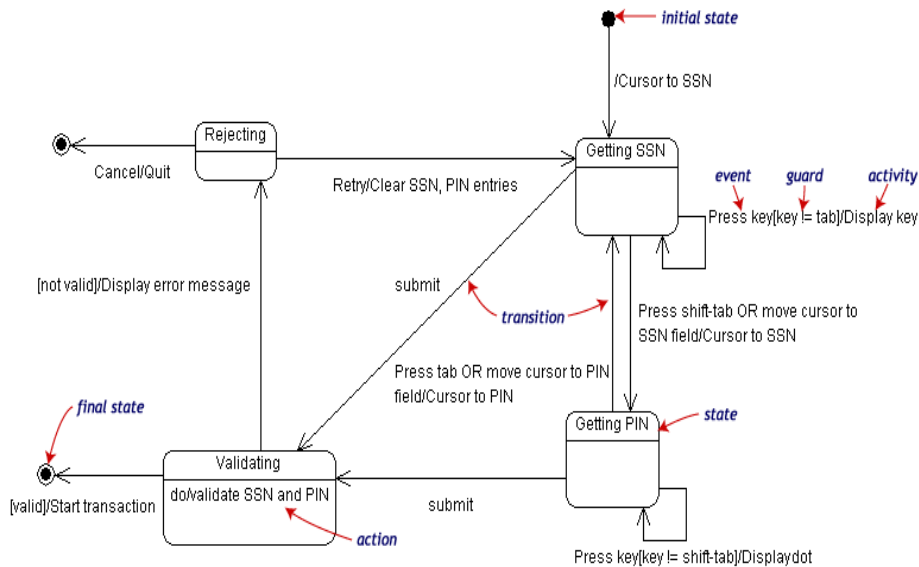 initial state
/Cursor to SSN
Rejecting
Getting SSN
Cancel/Quit
Retry/Clear SSN, PIN entries
event
guard
activity
Press key[key != tab]/Display key
[not valid]/Display error message
submit
transition
Press shift-tab OR move cursor to
SSN field/Cursor to SSN
Press tab OR move cursor to PIN
field/Cursor to PIN
final state
Getting PIN
state
Validating
do/validate SSN and PIN
[valid]/Start transaction
submit
action
Press key[key != shift-tab]/Displaydot